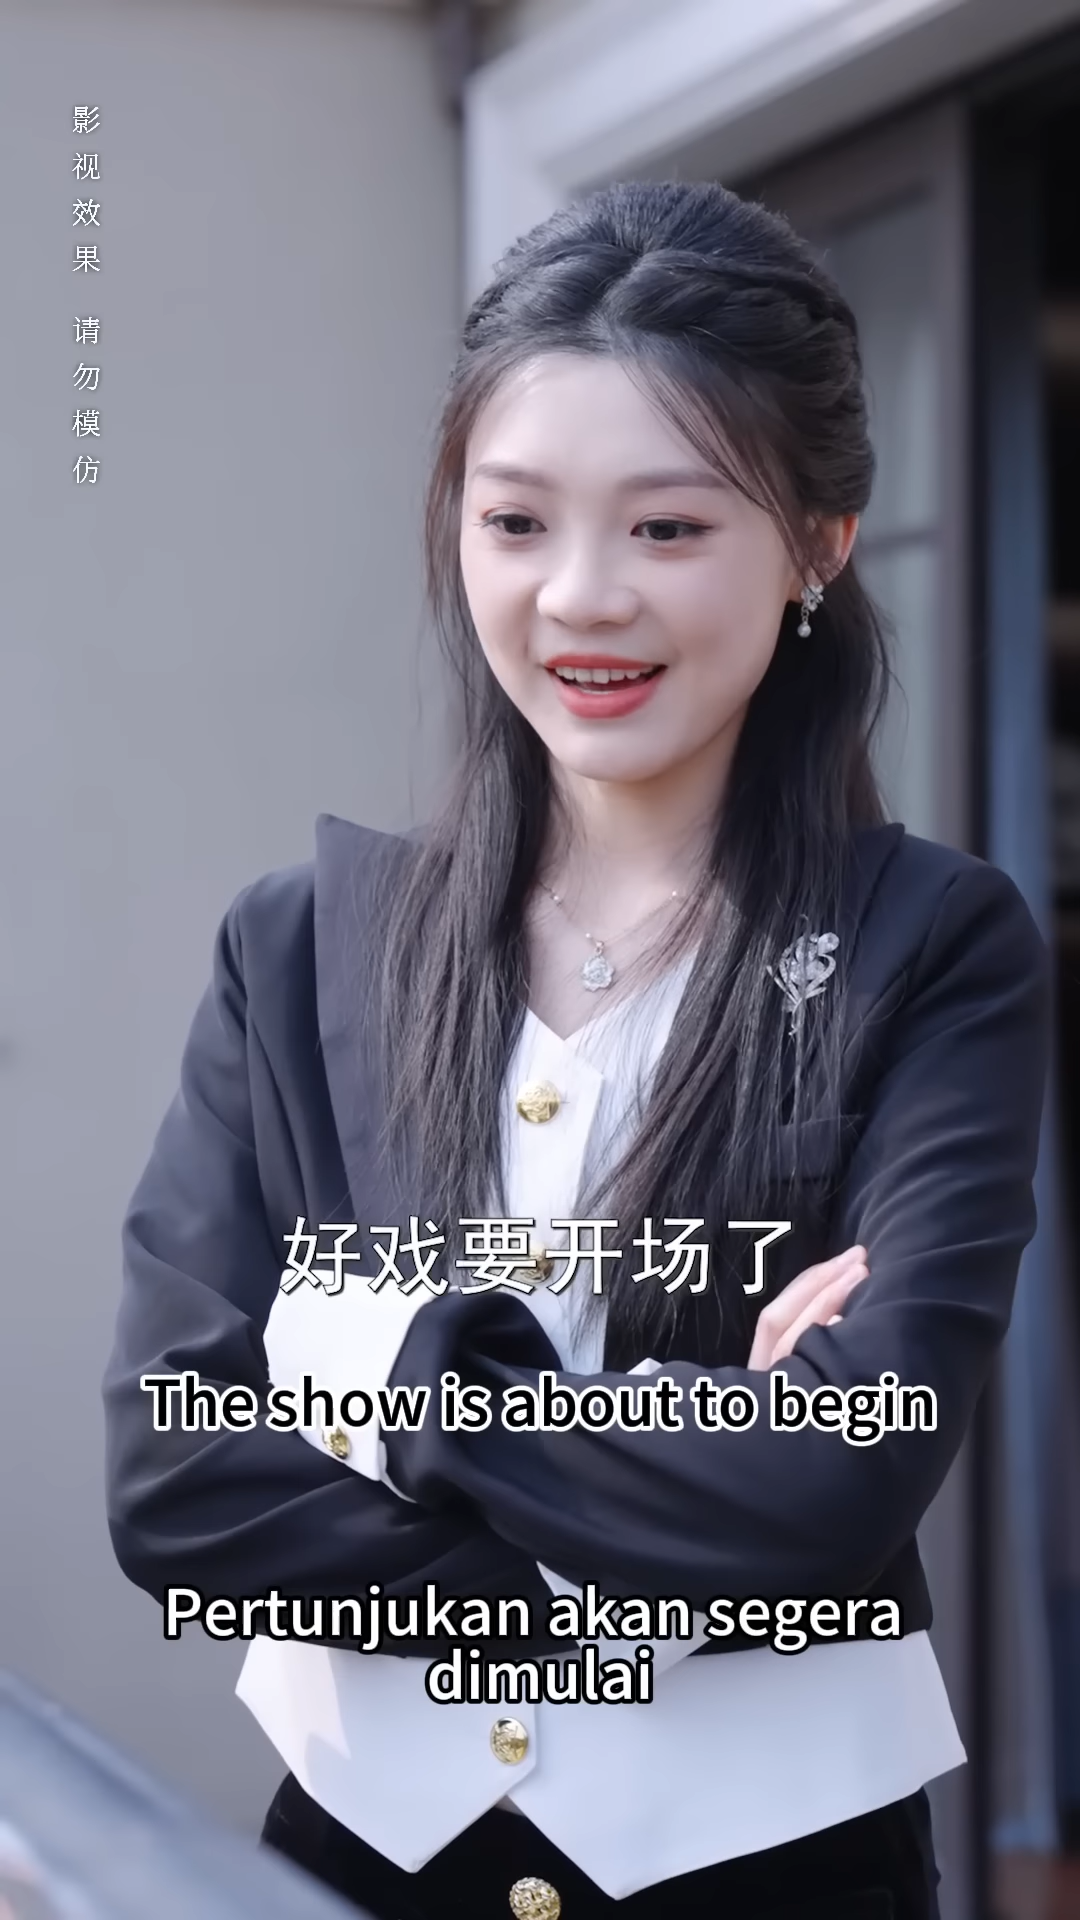 影视效果 请勿模仿
好戏要开场了
The show is about to begin
Pertunjukan akan segera
dimulai